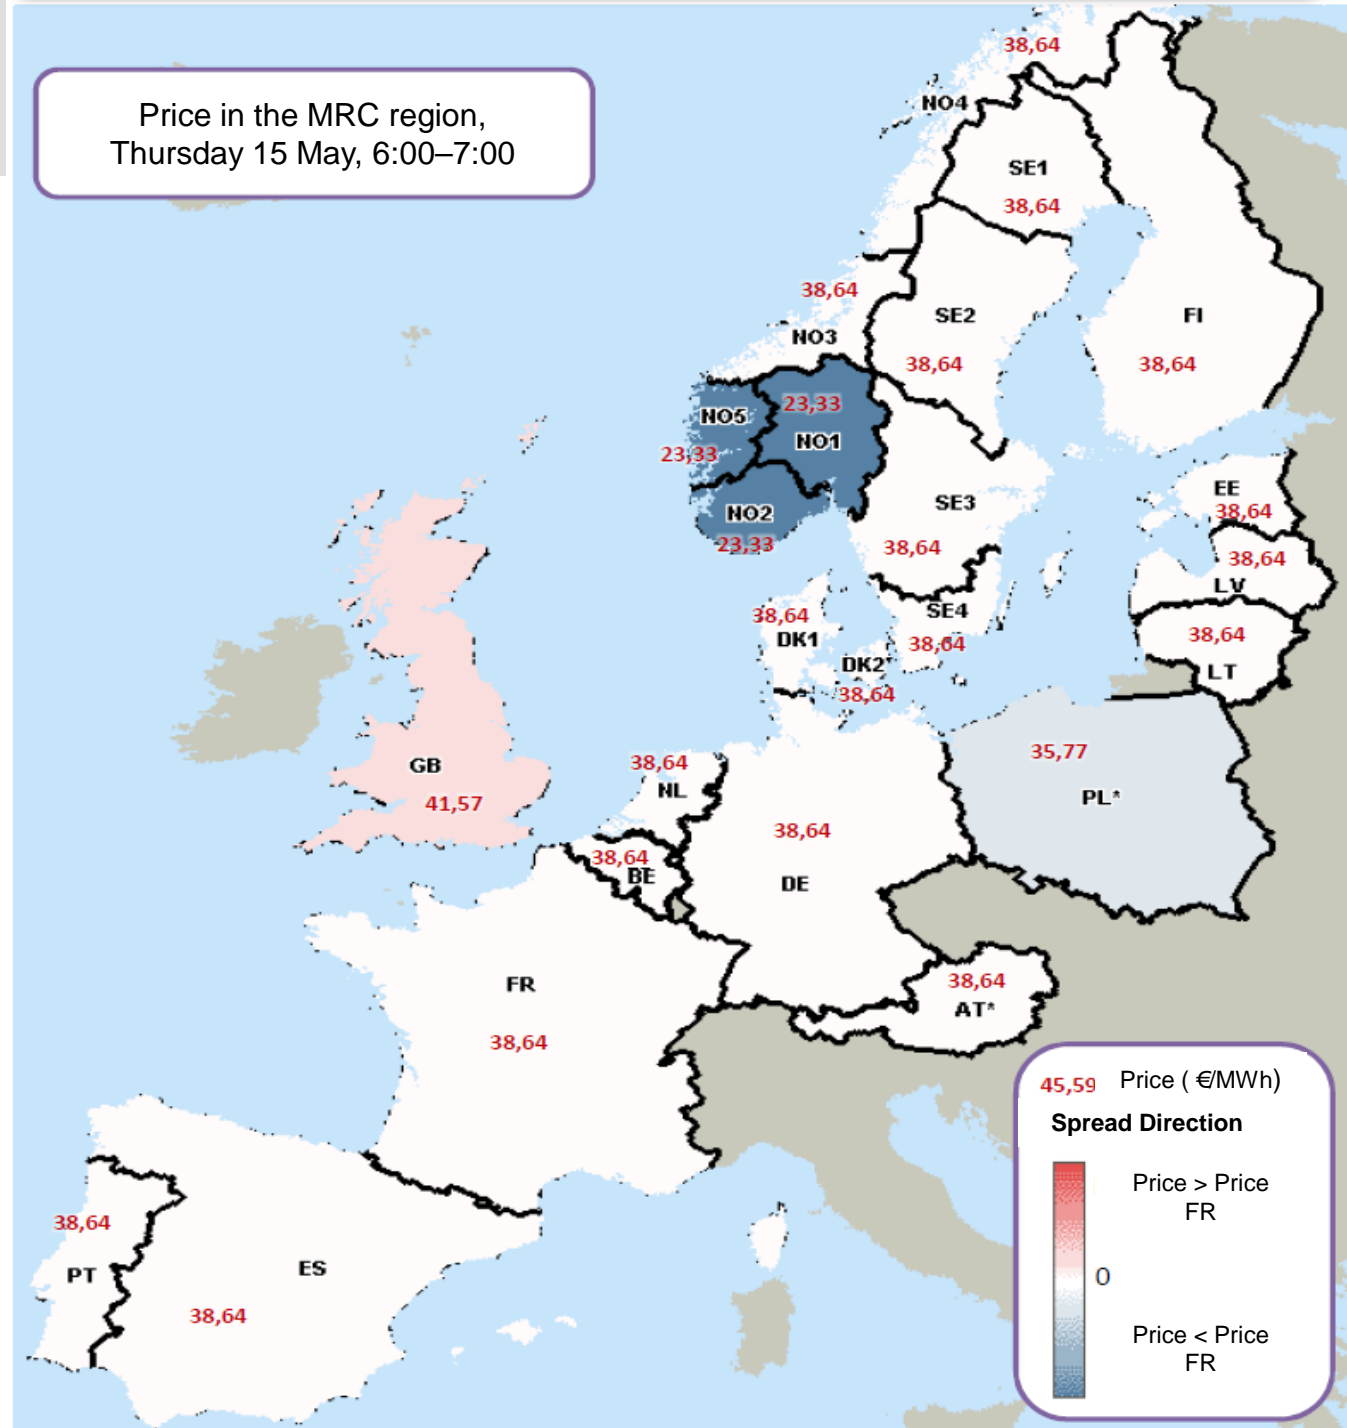 Price in the MRC region,
Thursday 15 May, 6:00–7:00
38,64
NO4
SE1
38,64
38,64
NO3
SE2
38,64
FI
38,64
NO5
23,33
23,33
NO1
NO2
23,33
SE3
38,64
EE
38,64
38,64
LV
38,64
LT
38,64
DK1
SE4
38,64
DK2*
38,64
GB
41,57
38,64
NL
38,64
BE
38,64
DE
35,77
PL*
FR
38,64
38,64
AT*
38,64
PT
ES
38,64
45,59 Price ( €/MWh)
Spread Direction
Price > Price
FR
0
Price < Price
FR